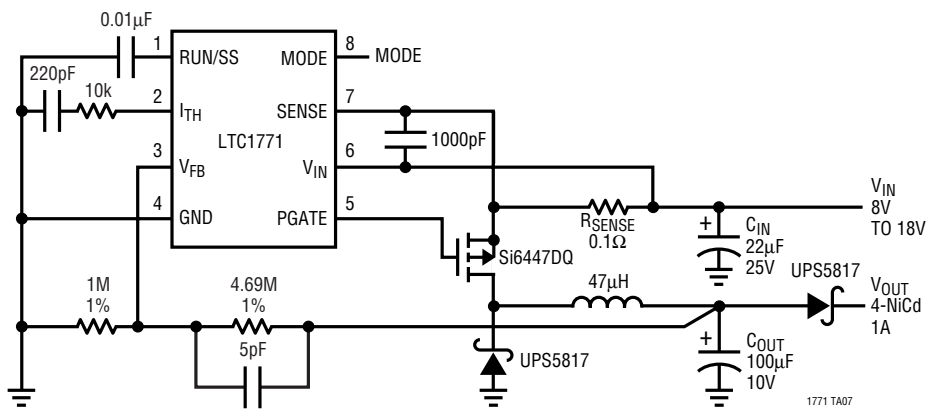 0.01μF
1
RUN/SS
MODE
8
MODE
220pF
10k
2
ITH
SENSE
7
LTC1771
1000pF
3
VFB
VIN
6
4
GND
PGATE
5
RSENSE
0.1Ω
VIN
8V
TO 18V
+
CIN
22μF
25V
Si6447DQ
1M
1%
4.69M
1%
5pF
47μH
UPS5817
UPS5817
VOUT
4-NiCd
1A
+
COUT
100μF
10V
1771 TA07